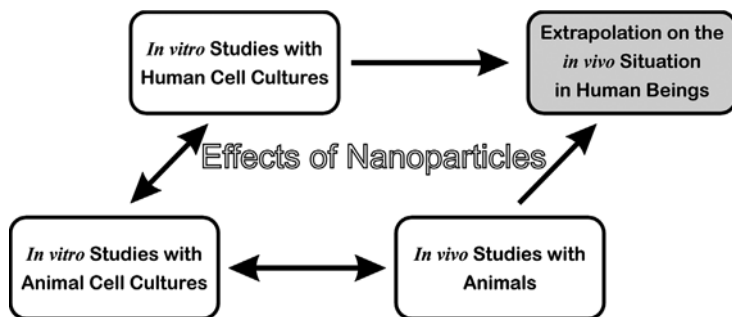 In vitro Studies with
Human Cell Cultures
Extrapolation on the
in vivo Situation
in Human Beings
Effects of Nanoparticles
In vitro Studies with
Animal Cell Cultures
In vivo Studies with
Animals